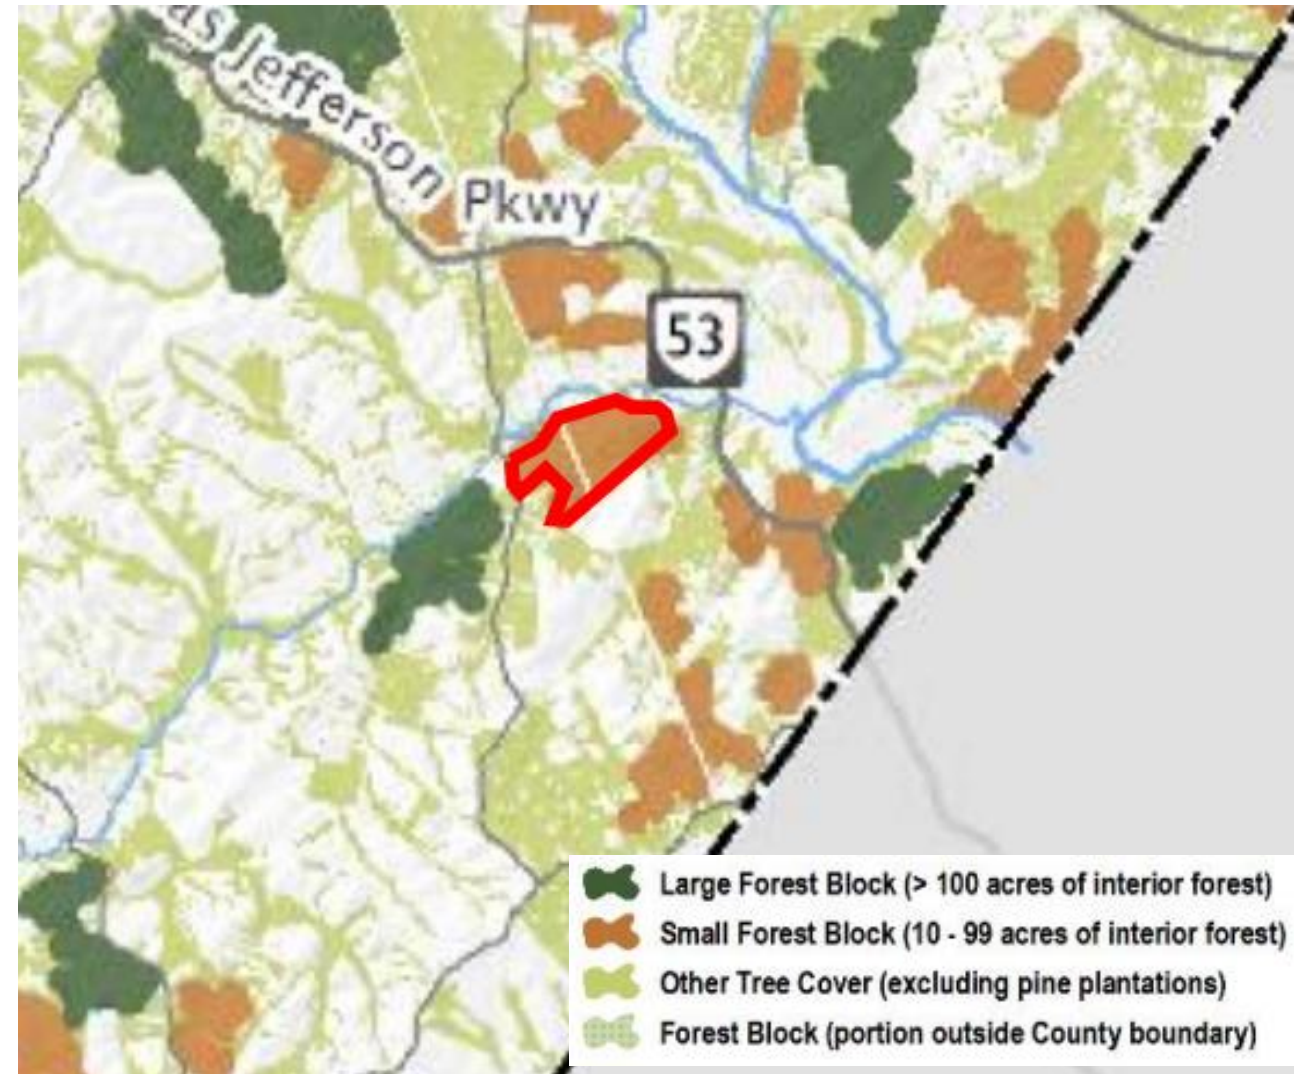 as Jefferson Pkwy
53
Large Forest Block (> 100 acres of interior forest)
Small Forest Block (10 - 99 acres of interior forest)
Other Tree Cover (excluding pine plantations)
Forest Block (portion outside County boundary)